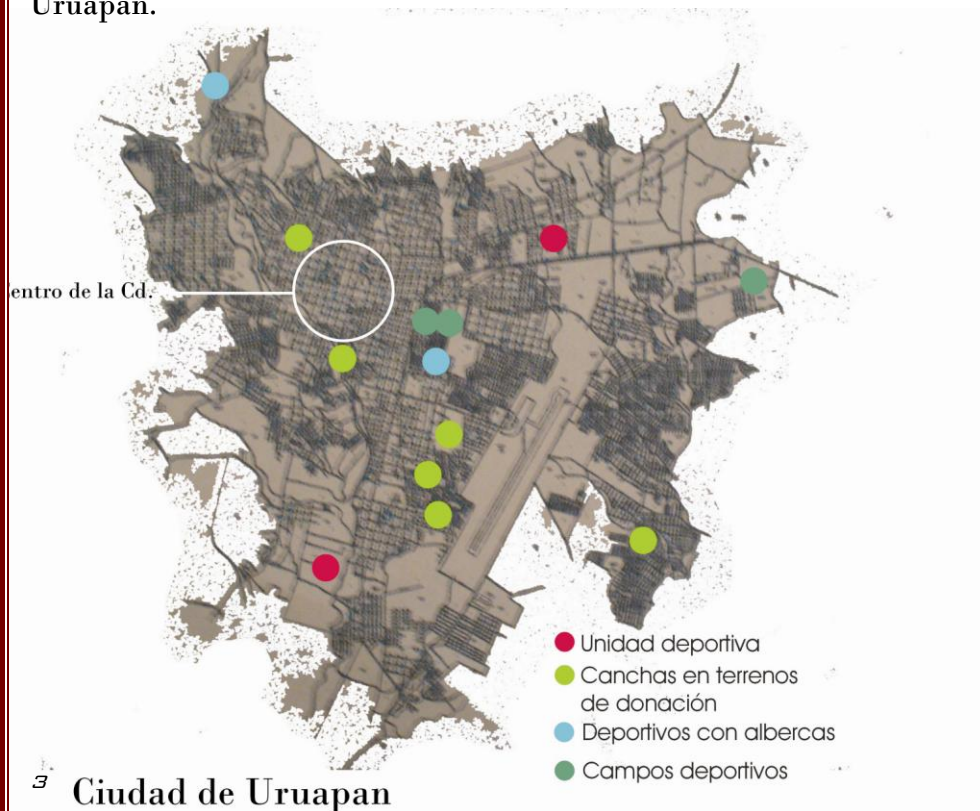 Uruapan.
entro de la Cd.
Unidad deportiva
Canchas en terrenos
de donación
Deportivos con albercas
Campos deportivos
3 Ciudad de Uruapan